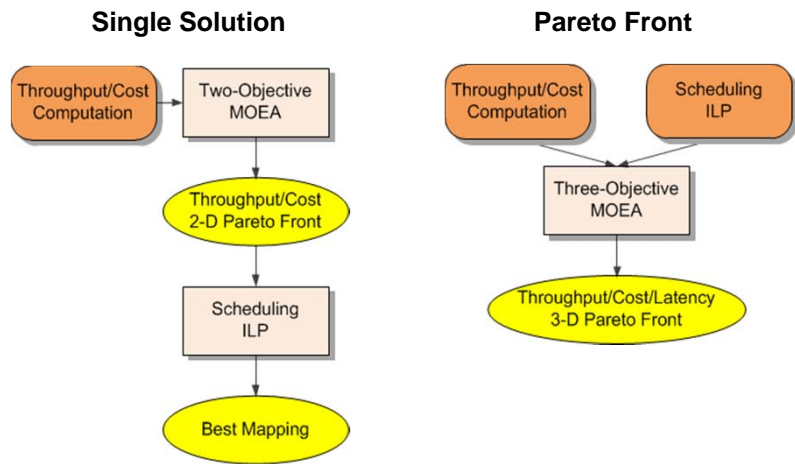 Single Solution
Throughput/Cost
Computation
Two-Objective
MOEA
Throughput/Cost
2-D Pareto Front
Scheduling
ILP
Best Mapping
Pareto Front
Throughput/Cost
Computation
Scheduling
ILP
Three-Objective
MOEA
Throughput/Cost/Latency
3-D Pareto Front